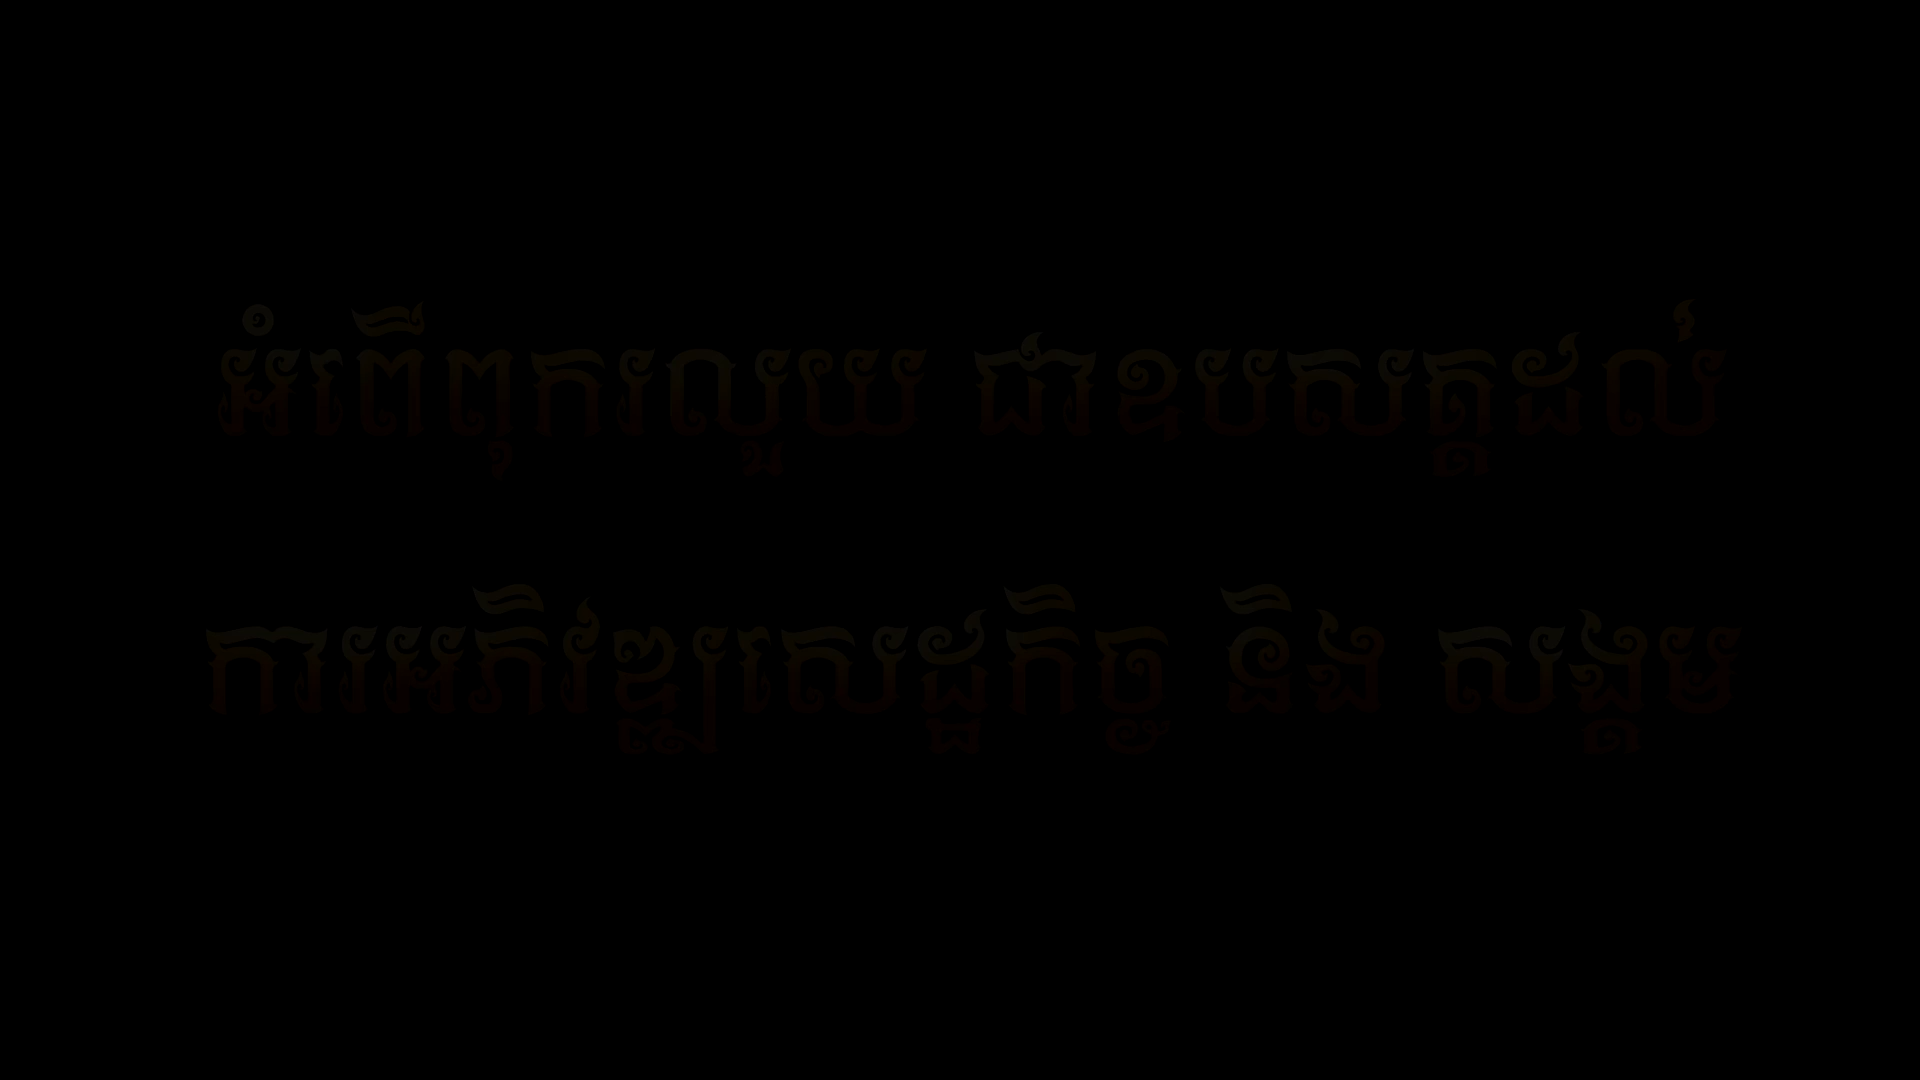 អំពើពុករលួយ ជាឧបសគ្គដល់
ការអភិវឌ្ឍរសេដ្ឋកិច្ច និង សង្គម